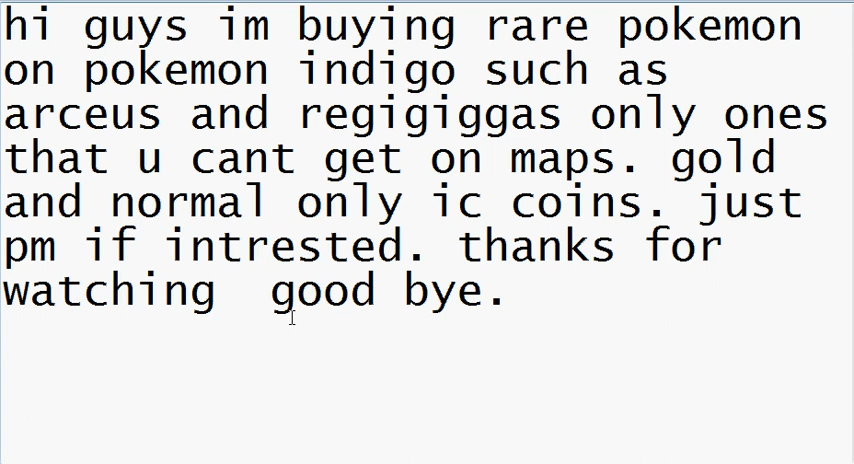 hi guys im buying rare pokemon
on pokemon indigo such as
arceus and regigiggas only ones
that u cant get on maps. gold
and normal only ic coins. just
pm if intrested. thanks for
watching  good bye.